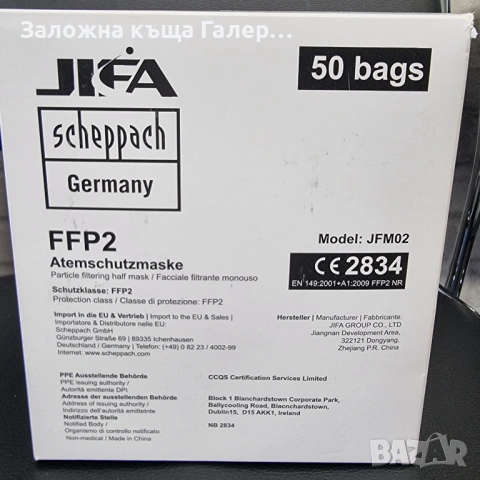 Аукционна къща Галер...
JIFA
50 bags
scheppach
Germany
FFP2
Model: JFM02
Atemschutzmaske
Particle filtering half mask / Facciale filtrante monouso
CE 2834
EN 149:2001+A1:2009 FFP2 NR
Schutzklasse: FFP2
Protection class / Classe di protezione: FFP2
Import in die EU & Vertrieb | Import to the EU & Sales |
Importatore & Distributore nelle EU:
Scheppach GmbH
Günzburger Straße 69 | 89335 Ichenhausen
Deutschland / Germany | Telefon: (+49) 0 82 23 / 4002-99
Internet: www.scheppach.com
Hersteller | Manufacturer | Fabbricante:
JIFA GROUP CO., LTD
Jiangnan Development Area,
322100, Dongyang,
Zhejiang P.R. China
PPE Ausstellende Behörde
PPE issuing authority /
Autorità emittente DPI.
CCQS Certification Services Limited
Adresse der ausstellenden Behörde
Address of issuing authority /
Indirizzo dell'autorità emittelnte
Block 1 Blanchardstown Corporate Park,
Ballycooling Road, Blacnchardstown,
Dublin15, D15 AKK1, Ireland
Notifizierte Stelle
Notified Body /
Organismo di controllo notificato
NB 2834
Non-medical / Made in China
BAZAR